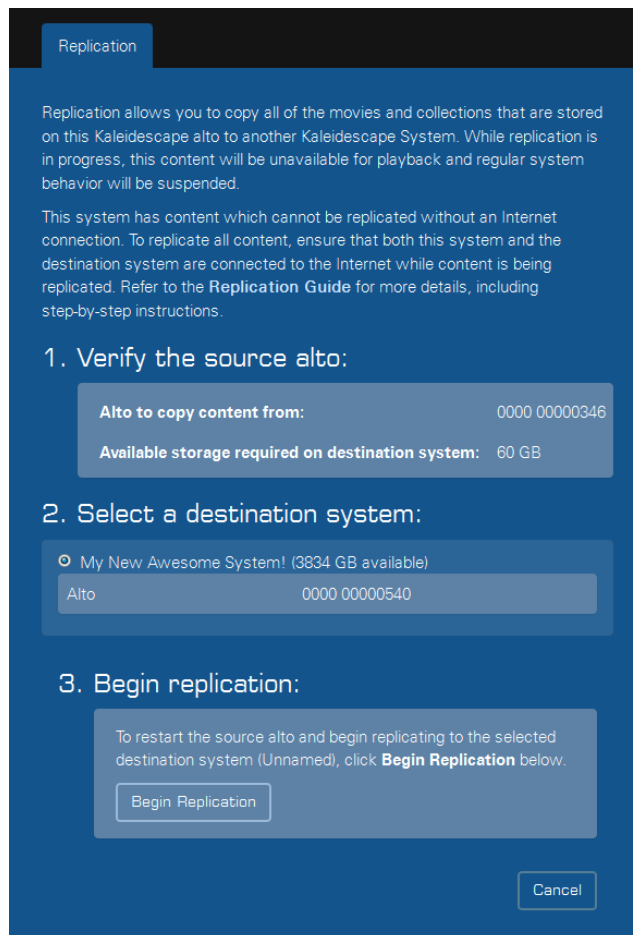 Replication
Replication allows you to copy all of the movies and collections that are stored
on this Kaleidescape alto to another Kaleidescape System. While replication is
in progress, this content will be unavailable for playback and regular system
behavior will be suspended.
This system has content which cannot be replicated without an Internet
connection. To replicate all content, ensure that both this system and the
destination system are connected to the Internet while content is being
replicated. Refer to the Replication Guide for more details, including
step-by-step instructions.
1. Verify the source alto:
Alto to copy content from: 0000 00000346
Available storage required on destination system: 60 GB
2. Select a destination system:
My New Awesome System! (3834 GB available)
Alto 0000 00000540
3. Begin replication:
To restart the source alto and begin replicating to the selected
destination system (Unnamed), click Begin Replication below.
Begin Replication
Cancel